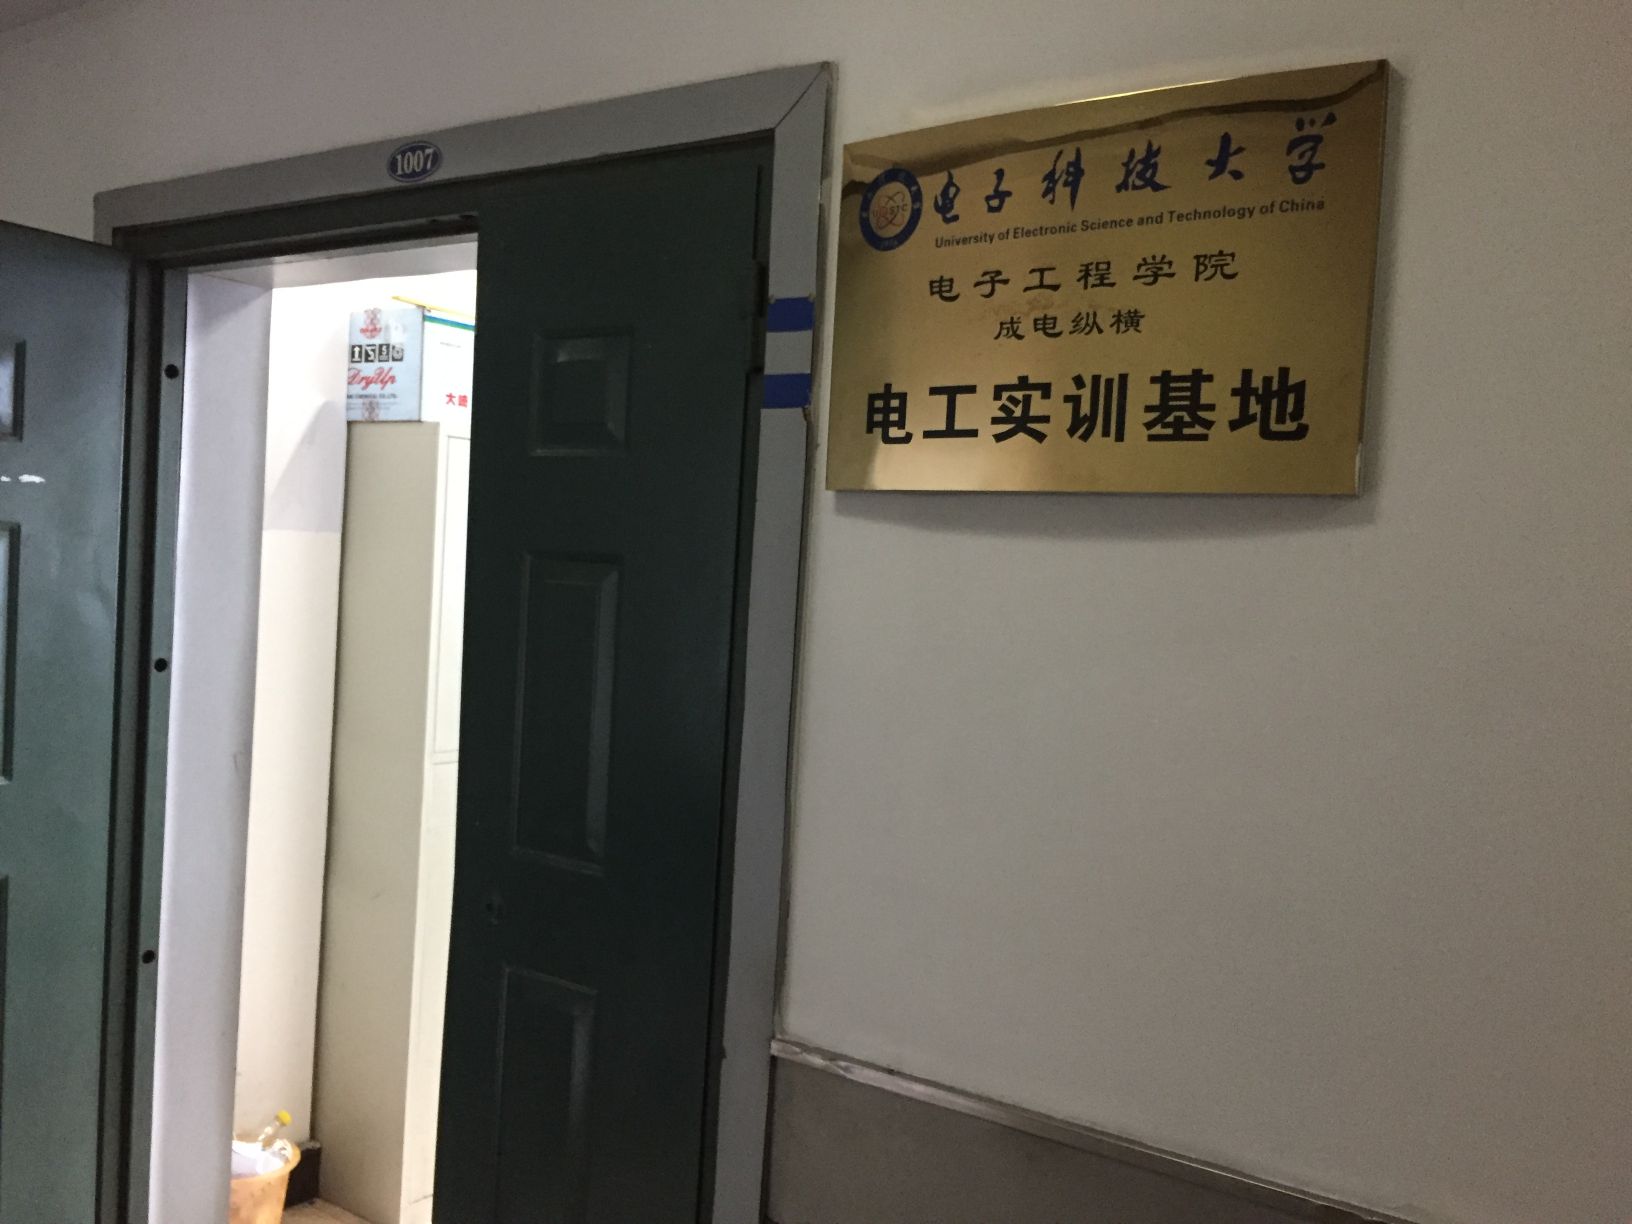 1007
电子科技大学
University of Electronic Science and Technology of China
电子工程学院
成电纵横
电工实训基地
DryUp
大崎